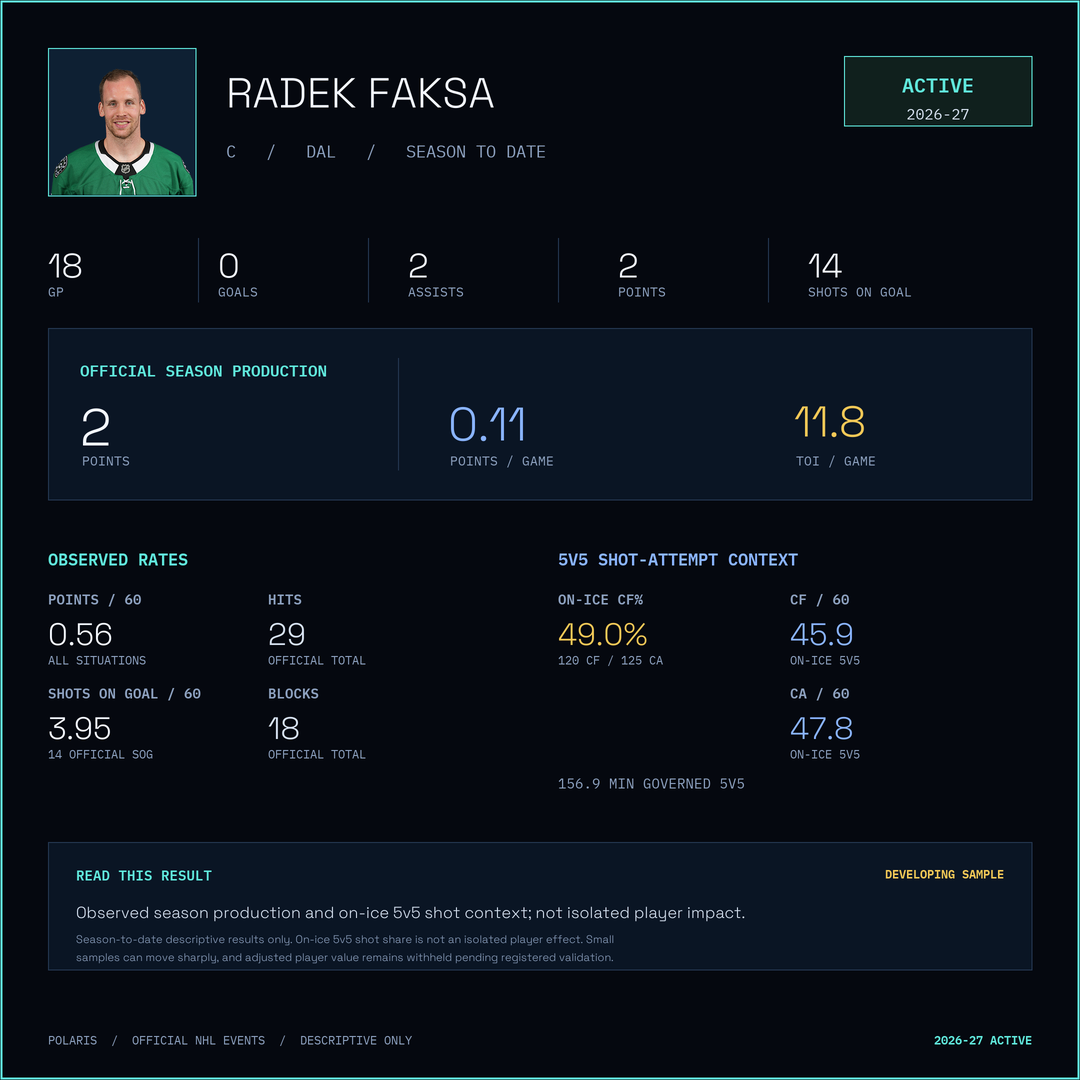 RADEK FAKSA
C / DAL / SEASON TO DATE
ACTIVE
2026-27
18
GP
0
GOALS
2
ASSISTS
2
POINTS
14
SHOTS ON GOAL
OFFICIAL SEASON PRODUCTION
2
POINTS
0.11
POINTS / GAME
11.8
TOI / GAME
OBSERVED RATES
POINTS / 60
0.56
ALL SITUATIONS
HITS
29
OFFICIAL TOTAL
SHOTS ON GOAL / 60
3.95
14 OFFICIAL SOG
BLOCKS
18
OFFICIAL TOTAL
5V5 SHOT-ATTEMPT CONTEXT
ON-ICE CF%
49.0%
120 CF / 125 CA
CF / 60
45.9
ON-ICE 5V5
CA / 60
47.8
ON-ICE 5V5
156.9 MIN GOVERNED 5V5
READ THIS RESULT
DEVELOPING SAMPLE
Observed season production and on-ice 5v5 shot context; not isolated player impact.
Season-to-date descriptive results only. On-ice 5v5 shot share is not an isolated player effect. Small
samples can move sharply, and adjusted player value remains withheld pending registered validation.
POLARIS / OFFICIAL NHL EVENTS / DESCRIPTIVE ONLY
2026-27 ACTIVE